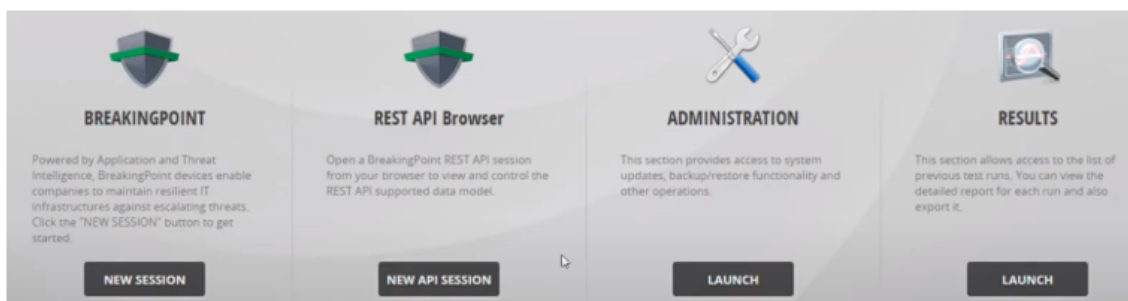 BREAKINGPOINT
Powered by Application and Threat
Intelligence, BreakingPoint devices enable
companies to maintain resilient IT
infrastructures against escalating threats.
Click the "NEW SESSION" button to get
started.
NEW SESSION
REST API Browser
Open a BreakingPoint REST API session
from your browser to view and control the
REST API supported data model.
NEW API SESSION
ADMINISTRATION
This section provides access to system
updates, backup/restore functionality and
other operations.
LAUNCH
RESULTS
This section allows access to the list of
previous test runs. You can view the
detailed report for each run and also
export it.
LAUNCH